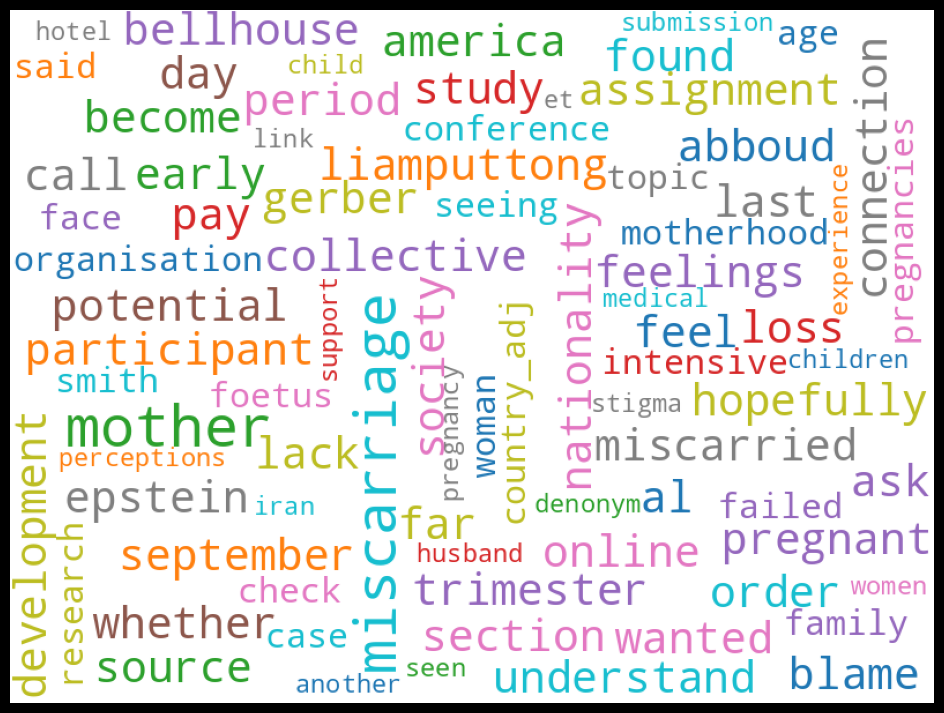 hotel
bellhouse
america
submission
age
said
day
child
found
connection
become
period
study
et
assignment
link
conference
abboud
pregnancies
call
early
liamputtong
topic
last
experience
face
pay
gerber
seeing
motherhood
organisation
collective
nationality
feelings
potential
support
society
medical
participant
miscarriage
country_adj
feel
loss
smith
foetus
pregnancy
woman
intensive
children
mother
stigma
hopefully
development
perceptions
lack
miscarried
epstein
iran
denonym
al
failed
ask
research
september
far
husband
online
pregnant
check
trimester
order
women
whether
case
section
wanted
family
source
another
seen
understand
blame